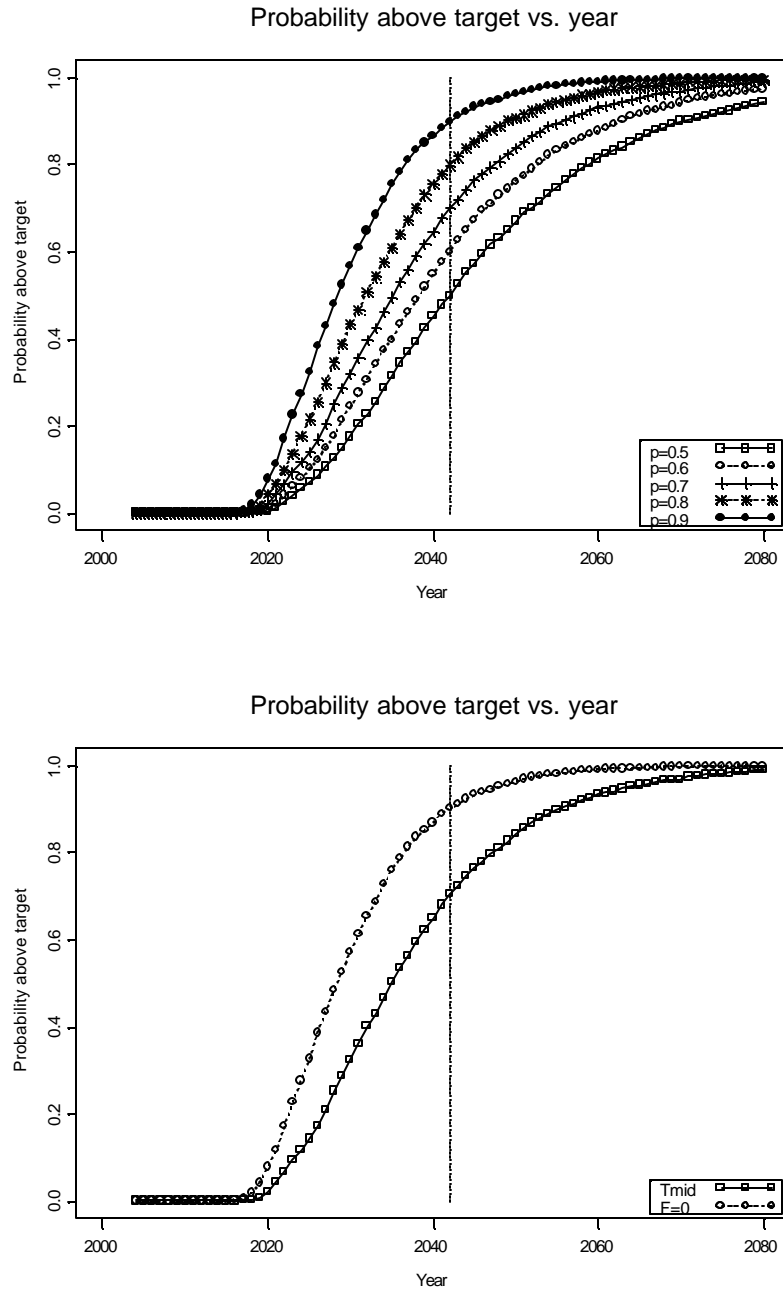 Probability above target vs. year
Probability above target
1.0
0.8
0.6
0.4
0.2
0.0
p=0.5
p=0.6
p=0.7
p=0.8
p=0.9
2000 2020 2040 2060 2080
Year
Probability above target vs. year
Probability above target
1.0
0.8
0.6
0.4
0.2
0.0
Tmid
F=0
2000 2020 2040 2060 2080
Year